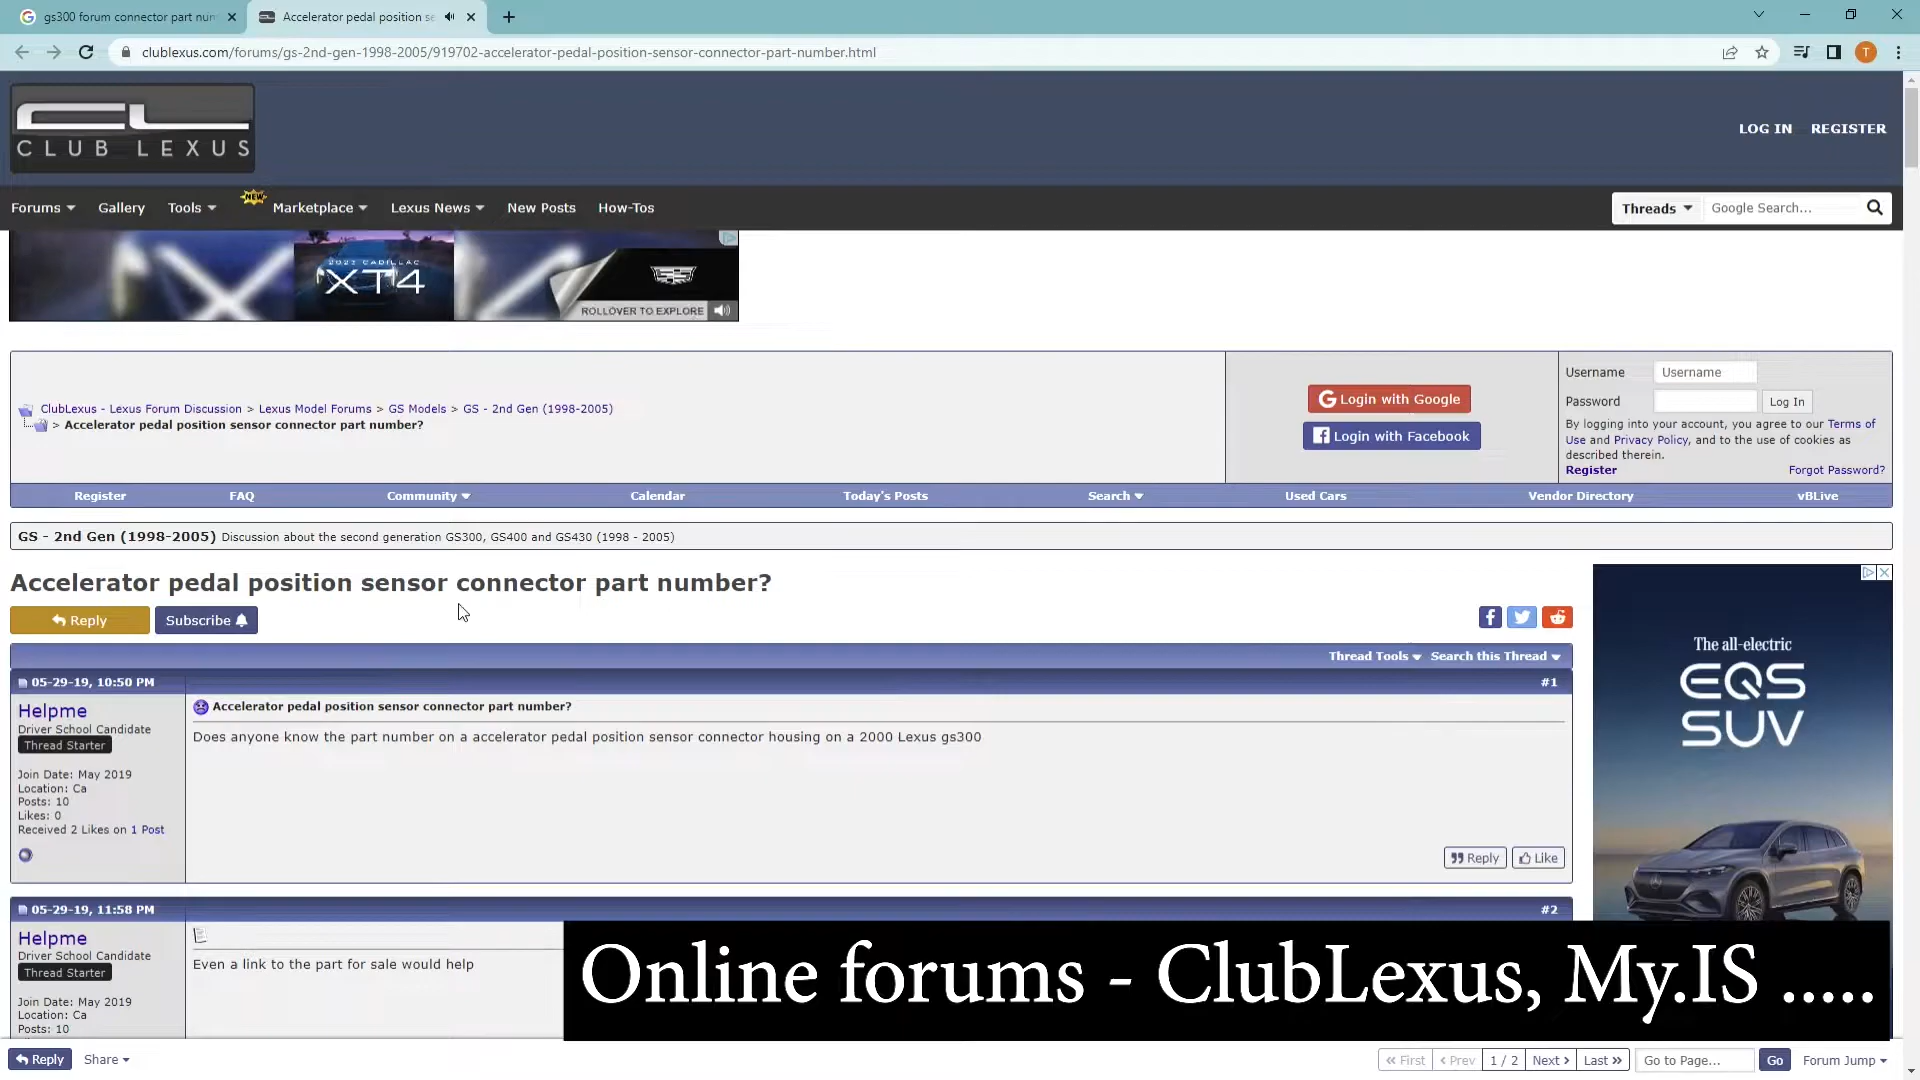 gs300 forum connector part num
Accelerator pedal position se
clublexus.com/forums/gs-2nd-gen-1998-2005/919702-accelerator-pedal-position-sensor-connector-part-number.html
T
CLUB LEXUS
LOG IN REGISTER
Forums Gallery Tools NEW Marketplace Lexus News New Posts How-Tos
Threads Google Search...
2023 CADILLAC
XT4
ROLLOVER TO EXPLORE
ClubLexus - Lexus Forum Discussion > Lexus Model Forums > GS Models > GS - 2nd Gen (1998-2005)
> Accelerator pedal position sensor connector part number?
Login with Google
Login with Facebook
Username Username
Password Log In
By logging into your account, you agree to our Terms of
Use and Privacy Policy, and to the use of cookies as
described therein.
Register Forgot Password?
Register FAQ Community Calendar Today's Posts Search Used Cars Vendor Directory vBLive
GS - 2nd Gen (1998-2005) Discussion about the second generation GS300, GS400 and GS430 (1998 - 2005)
Accelerator pedal position sensor connector part number?
Reply Subscribe
Thread Tools Search this Thread
05-29-19, 10:50 PM #1
Helpme
Driver School Candidate
Thread Starter
Join Date: May 2019
Location: Ca
Posts: 10
Likes: 0
Received 2 Likes on 1 Post
Accelerator pedal position sensor connector part number?
Does anyone know the part number on a accelerator pedal position sensor connector housing on a 2000 Lexus gs300
Reply Like
05-29-19, 11:58 PM #2
Helpme
Driver School Candidate
Thread Starter
Join Date: May 2019
Location: Ca
Posts: 10
Even a link to the part for sale would help
The all-electric
EQS
SUV
Online forums - ClubLexus, My.IS .....
Reply Share
« First ‹ Prev 1 / 2 Next › Last » Go to Page... Go Forum Jump